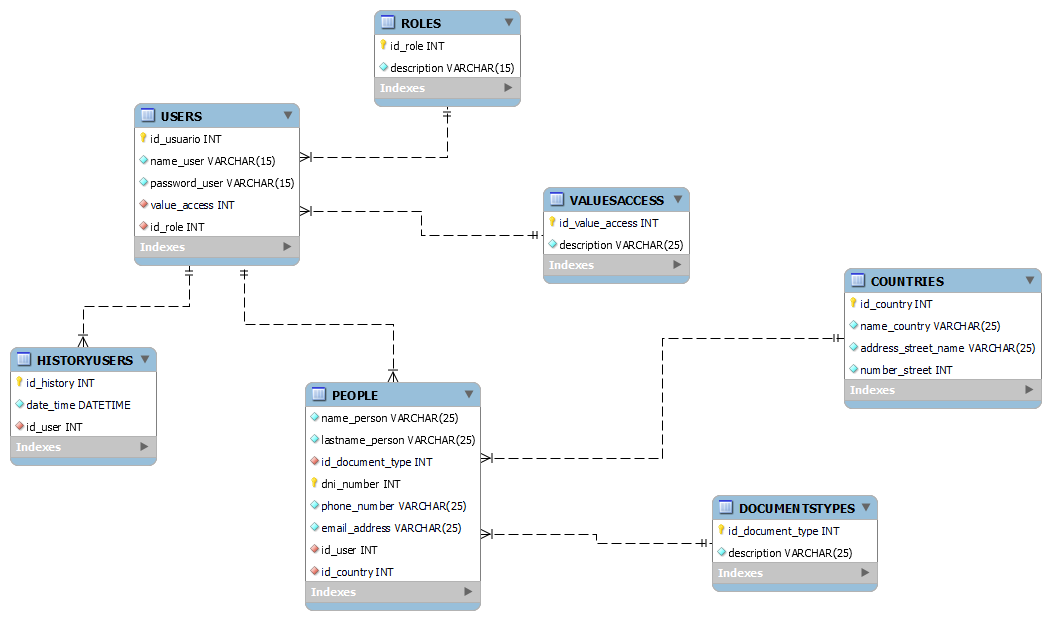 ROLES
id_role INT
description VARCHAR(15)
Indexes
USERS
id_usuario INT
name_user VARCHAR(15)
password_user VARCHAR(15)
value_access INT
id_role INT
Indexes
VALUESACCESS
id_value_access INT
description VARCHAR(25)
Indexes
COUNTRIES
id_country INT
name_country VARCHAR(25)
address_street_name VARCHAR(25)
number_street INT
Indexes
HISTORYUSERS
id_history INT
date_time DATETIME
id_user INT
Indexes
PEOPLE
name_person VARCHAR(25)
lastname_person VARCHAR(25)
id_document_type INT
dni_number INT
phone_number VARCHAR(25)
email_address VARCHAR(25)
id_user INT
id_country INT
Indexes
DOCUMENTSTYPES
id_document_type INT
description VARCHAR(25)
Indexes